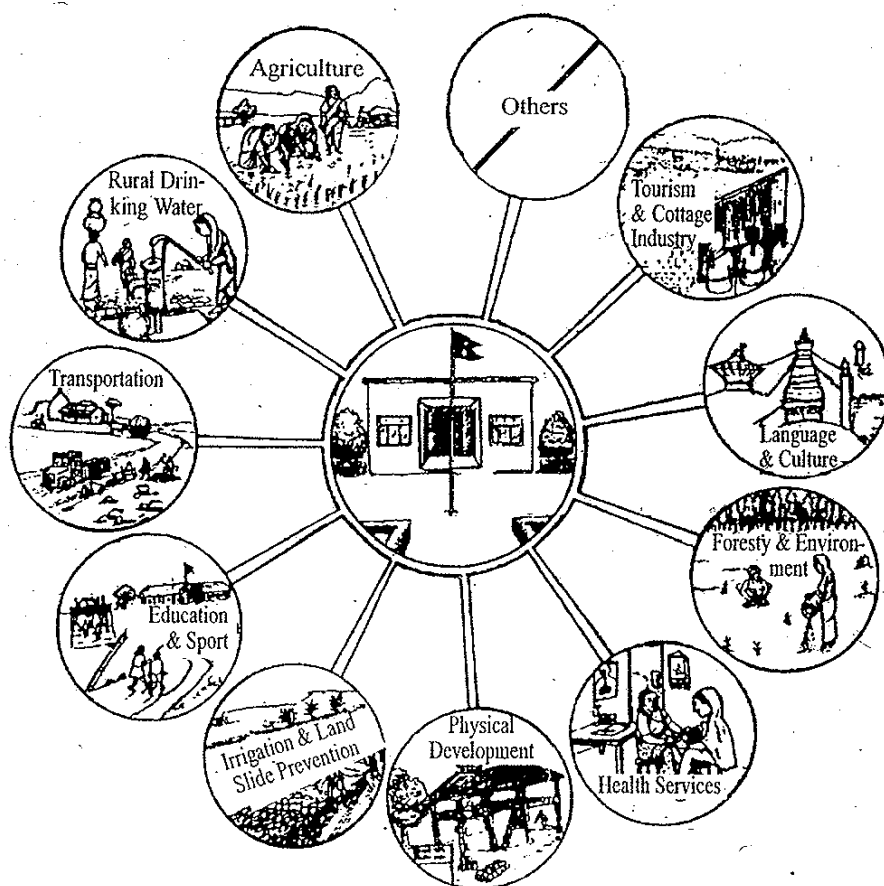 Agriculture
Others
Tourism
& Cottage
Industry
Language
& Culture
Foresty & Environ-
ment
Health Services
Physical
Development
Irrigation & Land
Slide Prevention
Education
& Sport
Transportation
Rural Drin-
king Water